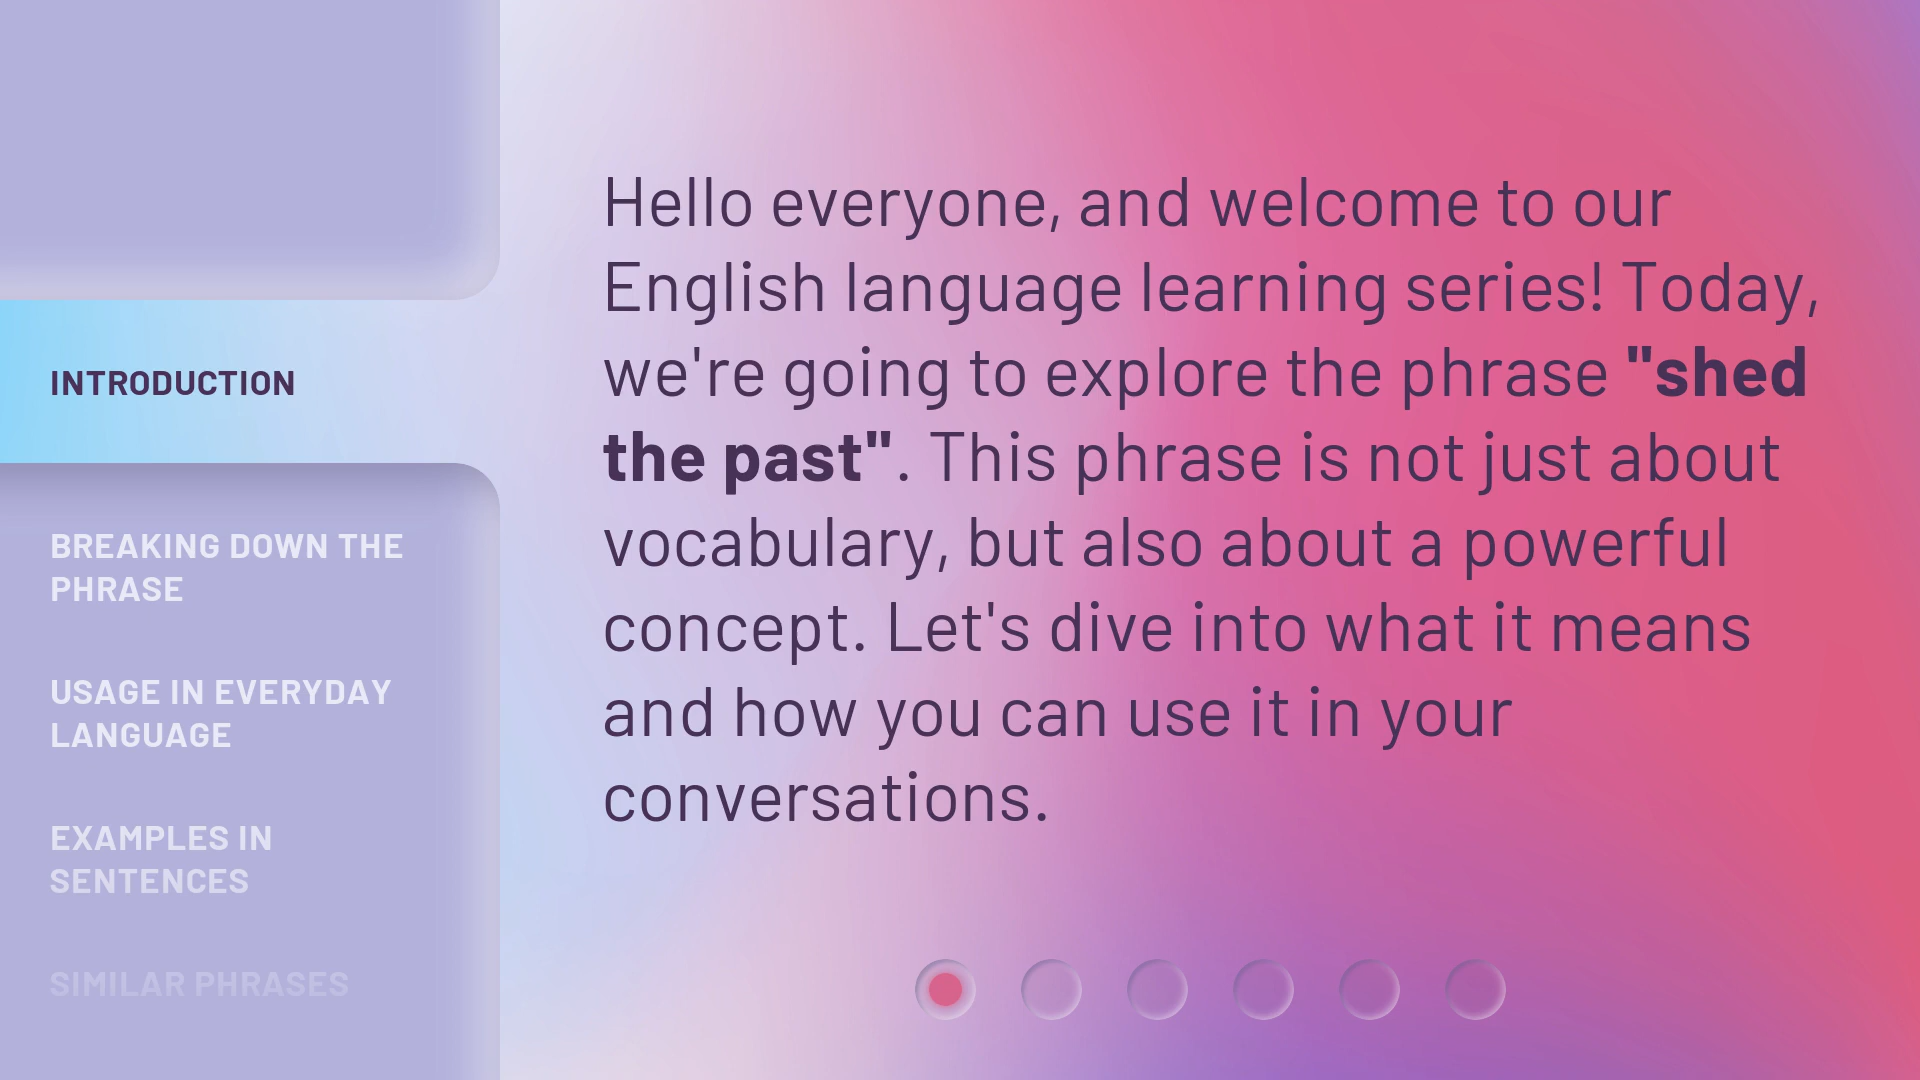 INTRODUCTION
BREAKING DOWN THE
PHRASE
USAGE IN EVERYDAY
LANGUAGE
EXAMPLES IN
SENTENCES
SIMILAR PHRASES
Hello everyone, and welcome to our
English language learning series! Today,
we're going to explore the phrase "shed
the past". This phrase is not just about
vocabulary, but also about a powerful
concept. Let's dive into what it means
and how you can use it in your
conversations.